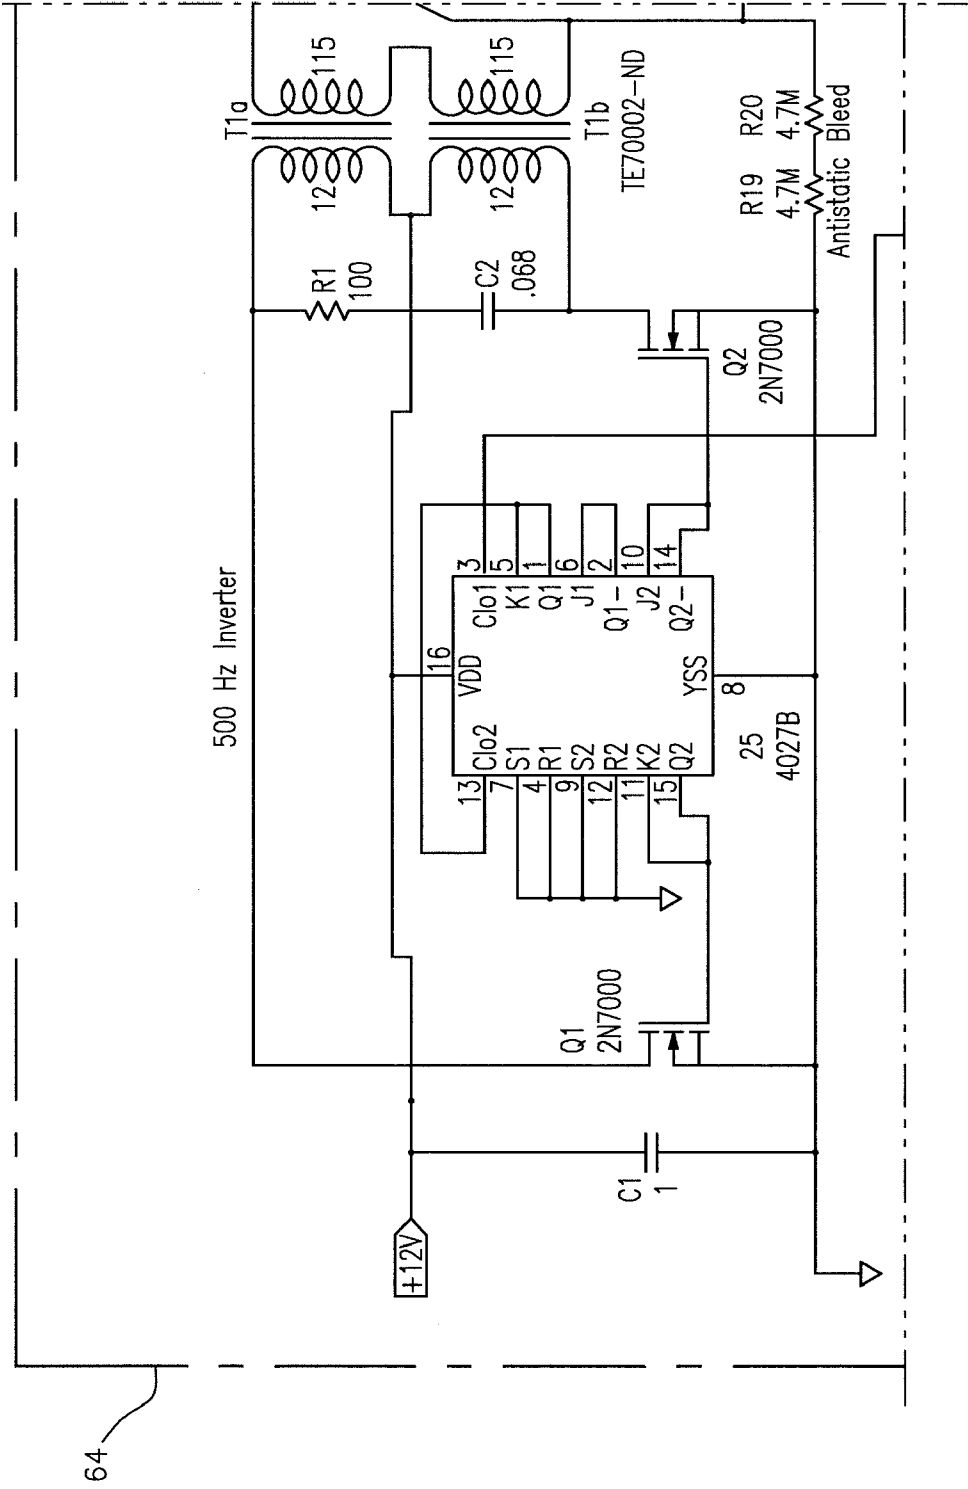 64
500 Hz Inverter
+12V
C1
1
Q1
2N7000
13
7
4
9
12
11
15
Clo2
S1
R1
S2
R2
K2
Q2
16
VDD
YSS
8
25
4027B
Clo1
K1
Q1
J1
Q1-
J2
Q2-
3
5
1
6
2
10
14
R1
100
C2
.068
Q2
2N7000
T1a
12
115
12
115
T1b
TE70002-ND
R19
4.7M
R20
4.7M
Antistatic Bleed